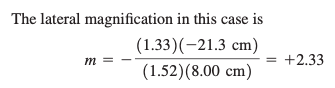 The lateral magnification in this case is
m = − (1.33)(−21.3 cm) / (1.52)(8.00 cm) = +2.33